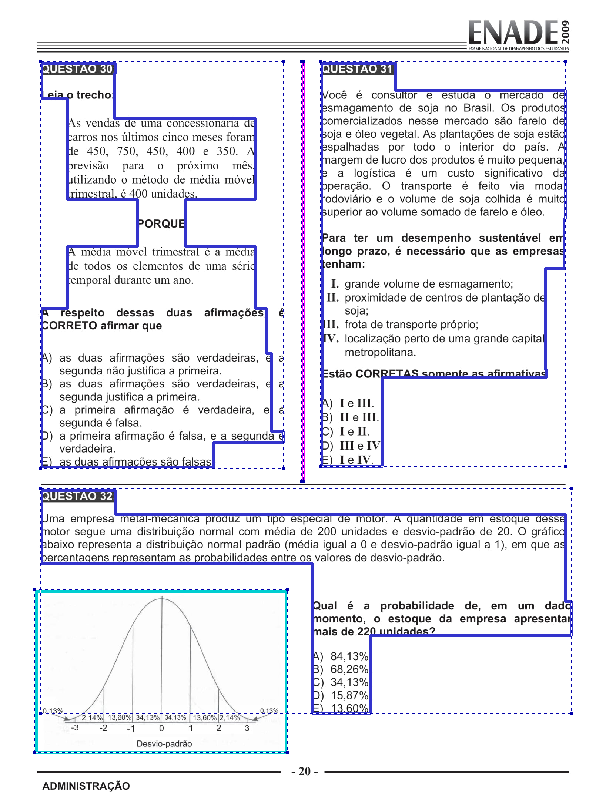 ENADE 2009
EXAME NACIONAL DE DESEMPENHO DOS ESTUDANTES
QUESTÃO 30
Leia o trecho:
As vendas de uma concessionária de
carros nos últimos cinco meses foram
de 450, 750, 450, 400 e 350. A
previsão para o próximo mês,
utilizando o método de média móvel
trimestral, é 400 unidades.
PORQUE
A média móvel trimestral é a média
de todos os elementos de uma série
temporal durante um ano.
A respeito dessas duas afirmações, é
CORRETO afirmar que
A) as duas afirmações são verdadeiras, e a
segunda não justifica a primeira.
B) as duas afirmações são verdadeiras, e a
segunda justifica a primeira.
C) a primeira afirmação é verdadeira, e a
segunda é falsa.
D) a primeira afirmação é falsa, e a segunda é
verdadeira.
E) as duas afirmações são falsas.
QUESTÃO 31
Você é consultor e estuda o mercado de
esmagamento de soja no Brasil. Os produtos
comercializados nesse mercado são farelo de
soja e óleo vegetal. As plantações de soja estão
espalhadas por todo o interior do país. A
margem de lucro dos produtos é muito pequena,
e a logística é um custo significativo da
operação. O transporte é feito via modal
rodoviário e o volume de soja colhida é muito
superior ao volume somado de farelo e óleo.
Para ter um desempenho sustentável em
longo prazo, é necessário que as empresas
tenham:
I. grande volume de esmagamento;
II. proximidade de centros de plantação de
soja;
III. frota de transporte próprio;
IV. localização perto de uma grande capital
metropolitana.
Estão CORRETAS somente as afirmativas
A) I e III.
B) II e III.
C) I e II.
D) III e IV
E) I e IV.
QUESTÃO 32
Uma empresa metal-mecânica produz um tipo especial de motor. A quantidade em estoque desse
motor segue uma distribuição normal com média de 200 unidades e desvio-padrão de 20. O gráfico
abaixo representa a distribuição normal padrão (média igual a 0 e desvio-padrão igual a 1), em que as
percentagens representam as probabilidades entre os valores de desvio-padrão.
0,13% 2,14% 13,60% 34,13% 34,13% 13,60% 2,14% 0,13%
-3 -2 -1 0 1 2 3
Desvio-padrão
Qual é a probabilidade de, em um dado
momento, o estoque da empresa apresentar
mais de 220 unidades?
A) 84,13%
B) 68,26%
C) 34,13%
D) 15,87%
E) 13,60%
- 20 -
ADMINISTRAÇÃO